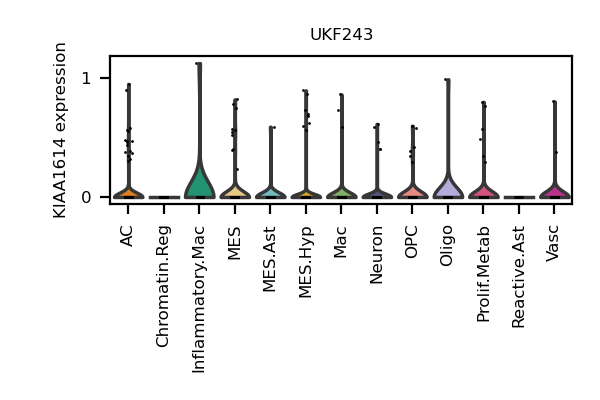 UKF243
KIAA1614 expression
1
0
AC
Chromatin.Reg
Inflammatory.Mac
MES
MES.Ast
MES.Hyp
Mac
Neuron
OPC
Oligo
Prolif.Metab
Reactive.Ast
Vasc